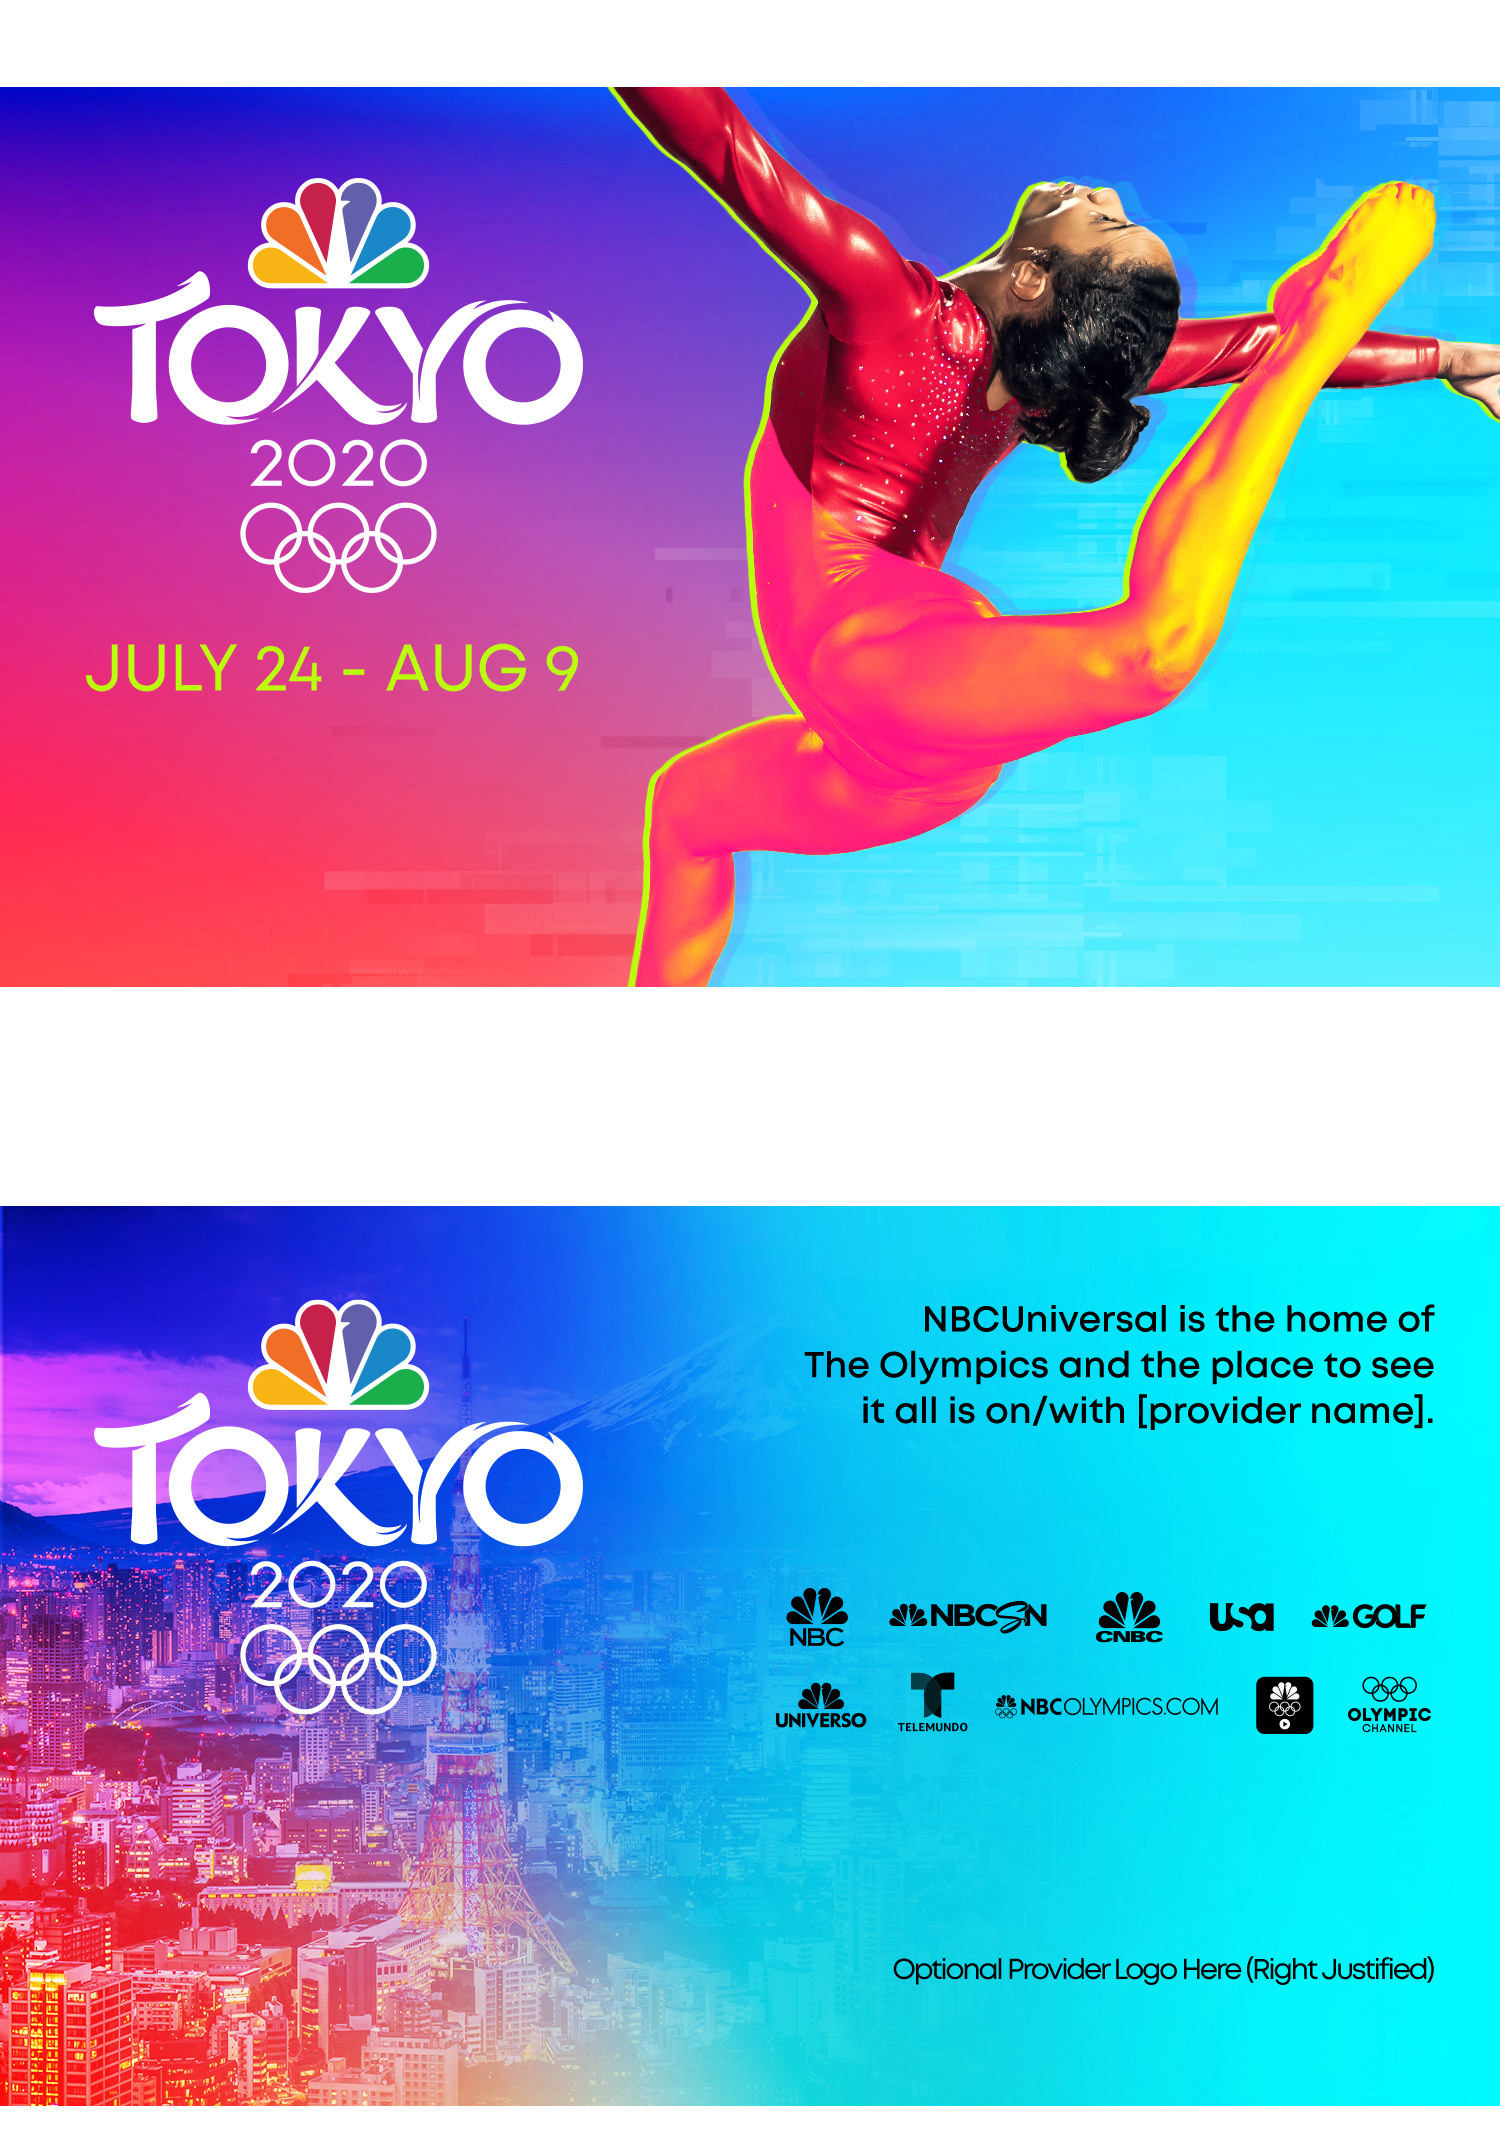 TOKYO
2020
JULY 24 - AUG 9
TOKYO
2020
NBCUniversal is the home of
The Olympics and the place to see
it all is on/with [provider name].
NBC NBCSN CNBC usa GOLF
UNIVERSO TELEMUNDO NBCOLYMPICS.COM OLYMPIC CHANNEL
Optional Provider Logo Here (Right Justified)